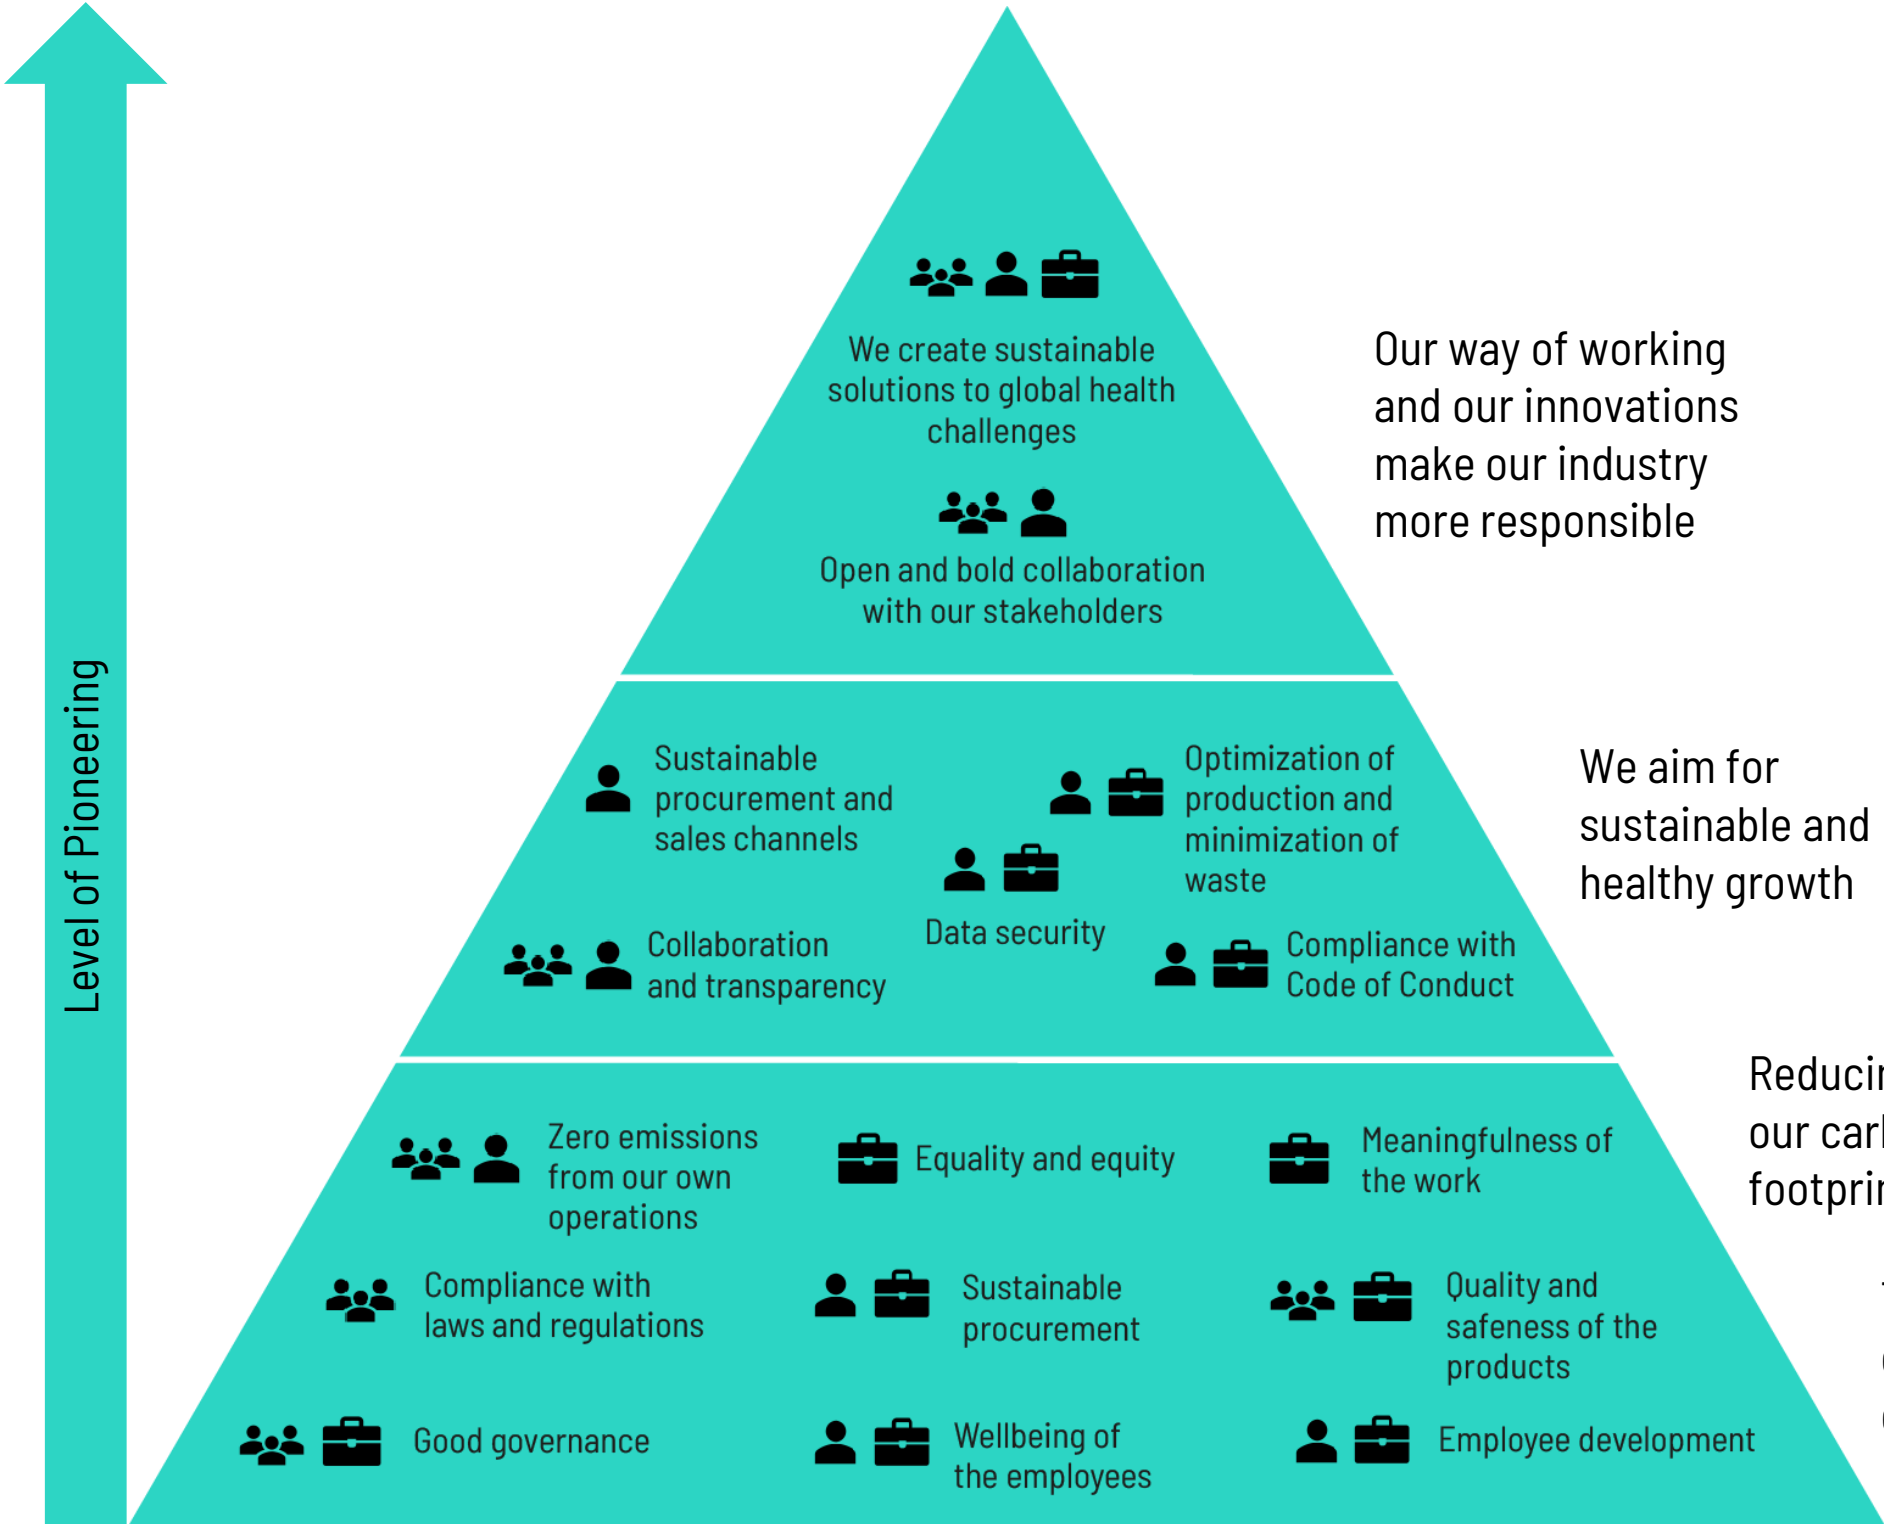 Level of Pioneering
We create sustainable
solutions to global health
challenges
Open and bold collaboration
with our stakeholders
Our way of working
and our innovations
make our industry
more responsible
Sustainable
procurement and
sales channels
Optimization of
production and
minimization of
waste
Data security
Collaboration
and transparency
Compliance with
Code of Conduct
We aim for
sustainable and
healthy growth
Zero emissions
from our own
operations
Equality and equity
Meaningfulness of
the work
our
Compliance with
laws and regulations
Sustainable
procurement
Quality and
safeness of the
products
Good governance
Wellbeing of
the employees
Employee development